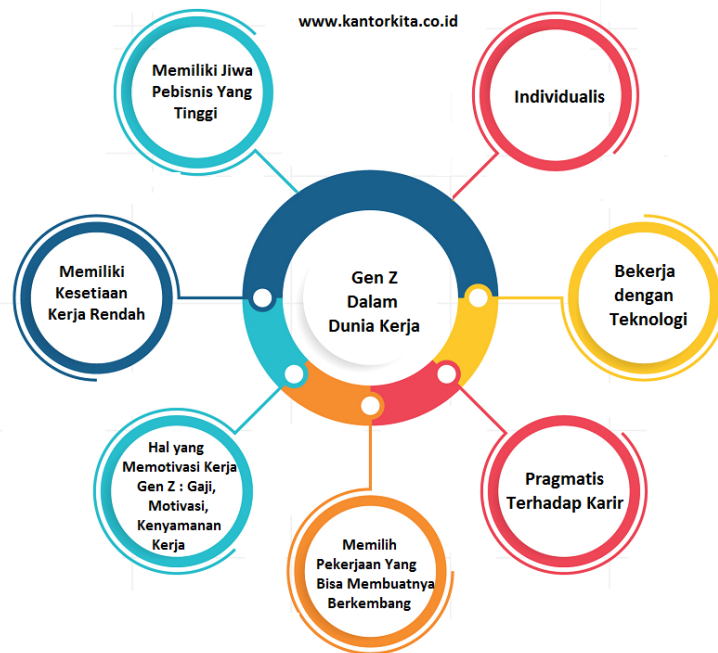 www.kantorkita.co.id
Memiliki Jiwa
Pebisnis Yang
Tinggi
Individualis
Gen Z
Dalam
Dunia Kerja
Memiliki
Kesetiaan
Kerja Rendah
Bekerja
dengan
Teknologi
Hal yang
Memotivasi Kerja
Gen Z : Gaji,
Motivasi,
Kenyamanan
Kerja
Memilih
Pekerjaan Yang
Bisa Membuatnya
Berkembang
Pragmatis
Terhadap Karir